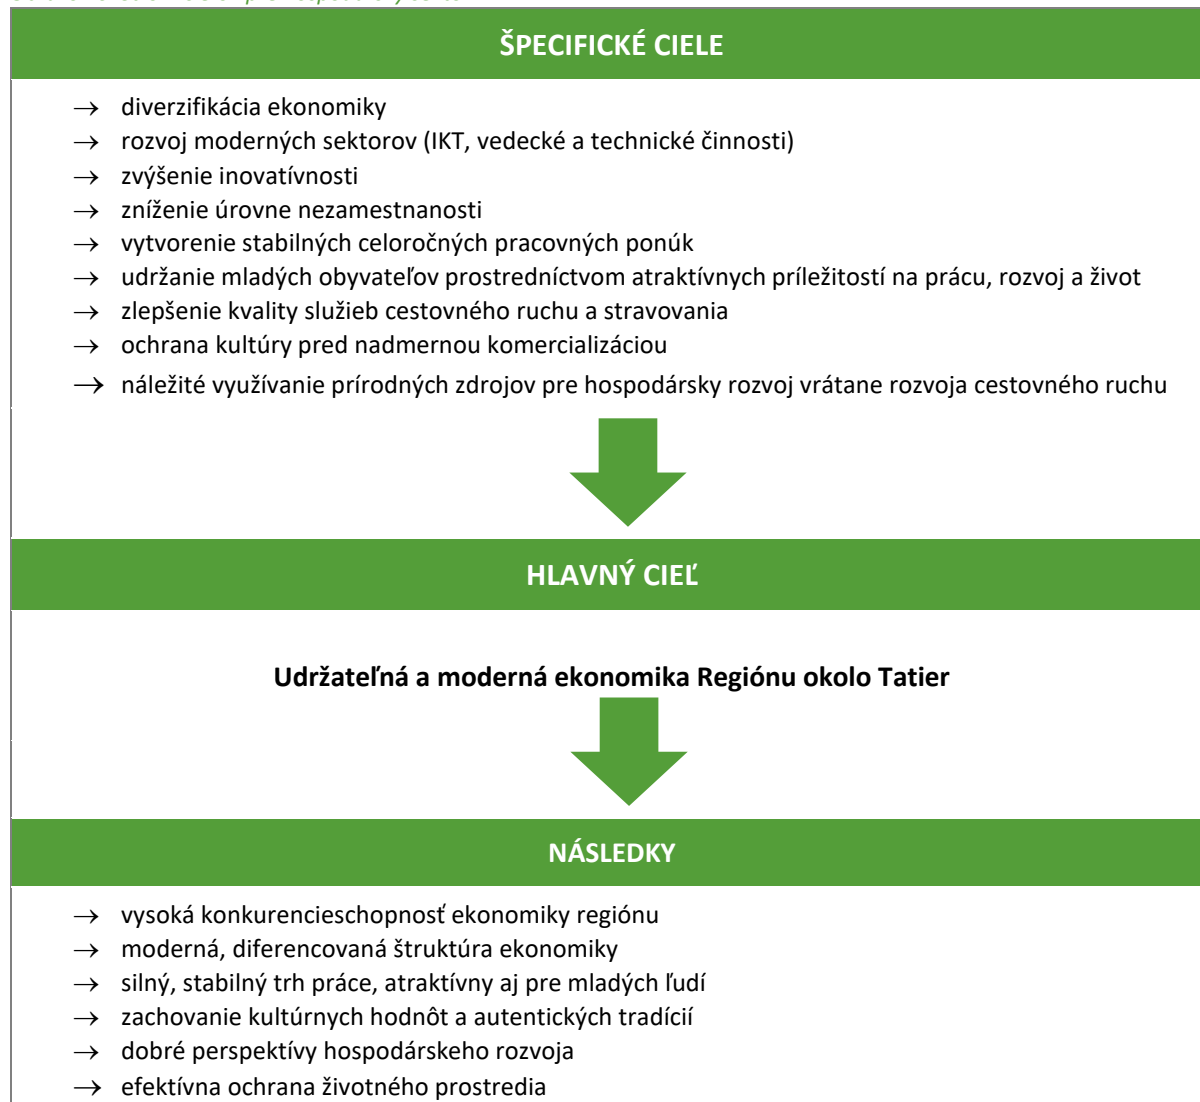 ŠPECIFICKÉ CIELE
→ diverzifikácia ekonomiky
→ rozvoj moderných sektorov (IKT, vedecké a technické činnosti)
→ zvýšenie inovatívnosti
→ zníženie úrovne nezamestnanosti
→ vytvorenie stabilných celoročných pracovných ponúk
→ udržanie mladých obyvateľov prostredníctvom atraktívnych príležitostí na prácu, rozvoj a život
→ zlepšenie kvality služieb cestovného ruchu a stravovania
→ ochrana kultúry pred nadmernou komercializáciou
→ náležité využívanie prírodných zdrojov pre hospodársky rozvoj vrátane rozvoja cestovného ruchu
HLAVNÝ CIEĽ
Udržateľná a moderná ekonomika Regiónu okolo Tatier
NÁSLEDKY
→ vysoká konkurencieschopnosť ekonomiky regiónu
→ moderná, diferencovaná štruktúra ekonomiky
→ silný, stabilný trh práce, atraktívny aj pre mladých ľudí
→ zachovanie kultúrnych hodnôt a autentických tradícií
→ dobré perspektívy hospodárskeho rozvoja
→ efektívna ochrana životného prostredia